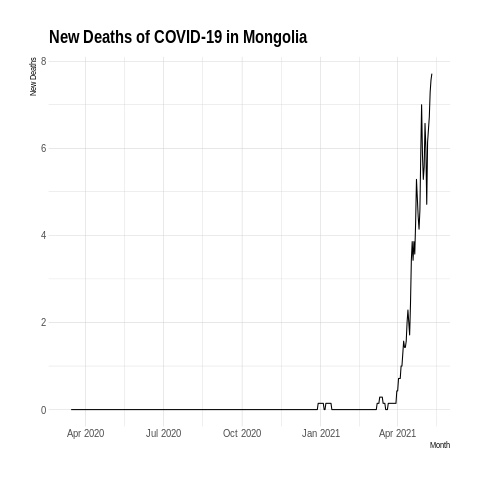 New Deaths of COVID-19 in Mongolia
New Deaths
8
6
4
2
0
Apr 2020 Jul 2020 Oct 2020 Jan 2021 Apr 2021
Month